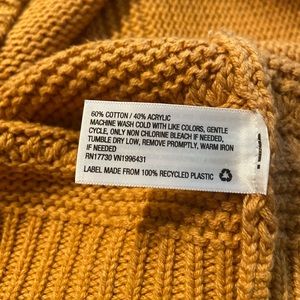 60% COTTON / 40% ACRYLIC
MACHINE WASH COLD WITH LIKE COLORS, GENTLE
CYCLE, ONLY NON CHLORINE BLEACH IF NEEDED,
TUMBLE DRY LOW, REMOVE PROMPTLY, WARM IRON
IF NEEDED
RN17730 VN1996431
LABEL MADE FROM 100% RECYCLED PLASTIC